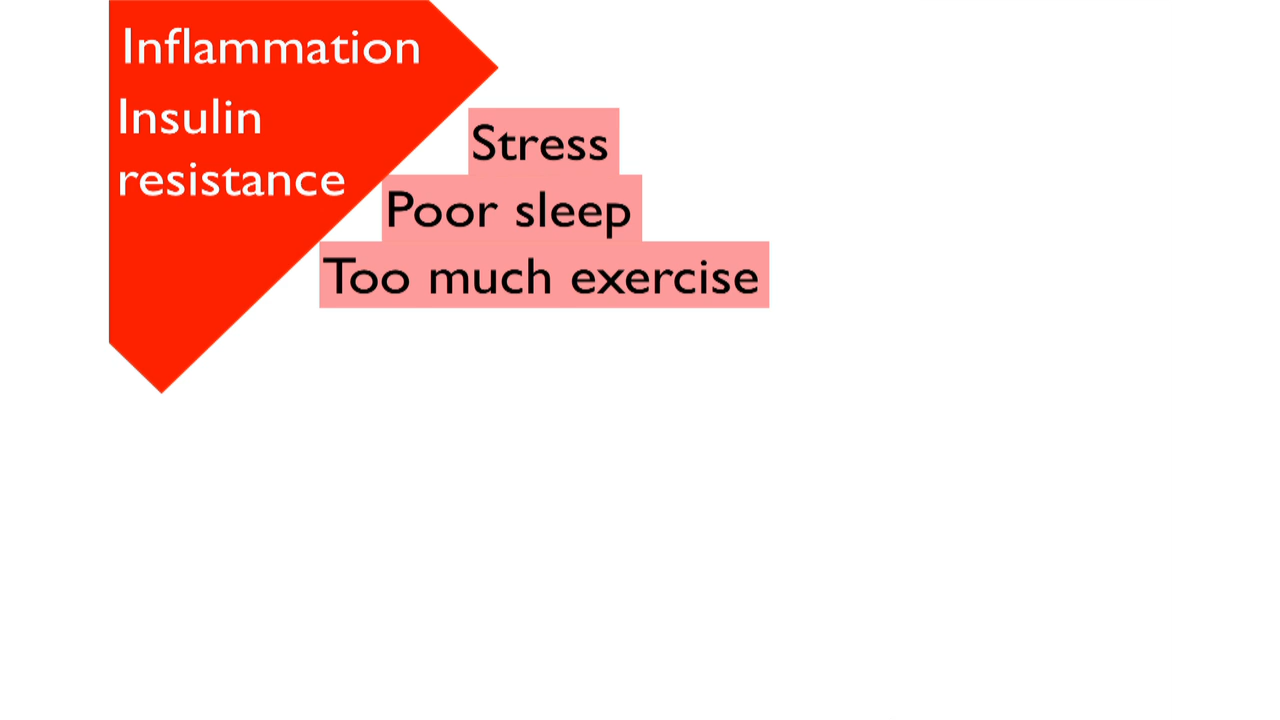 Inflammation
Insulin
resistance
Stress
Poor sleep
Too much exercise